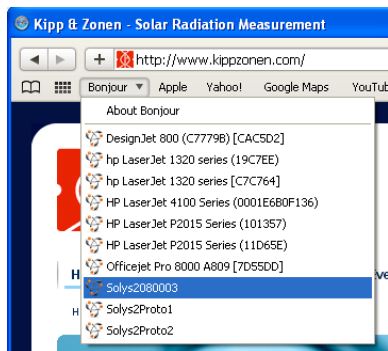 Kipp & Zonen - Solar Radiation Measurement
http://www.kippzonen.com/
Bonjour Apple Yahoo! Google Maps YouTub
About Bonjour
DesignJet 800 (C7779B) [CAC5D2]
hp LaserJet 1320 series (19C7EE)
hp LaserJet 1320 series [C7C764]
HP LaserJet 4100 Series (0001E6B0F136)
HP LaserJet P2015 Series (101357)
HP LaserJet P2015 Series (11D65E)
Officejet Pro 8000 A809 [7D55DD]
Solys2080003
Solys2Proto1
Solys2Proto2